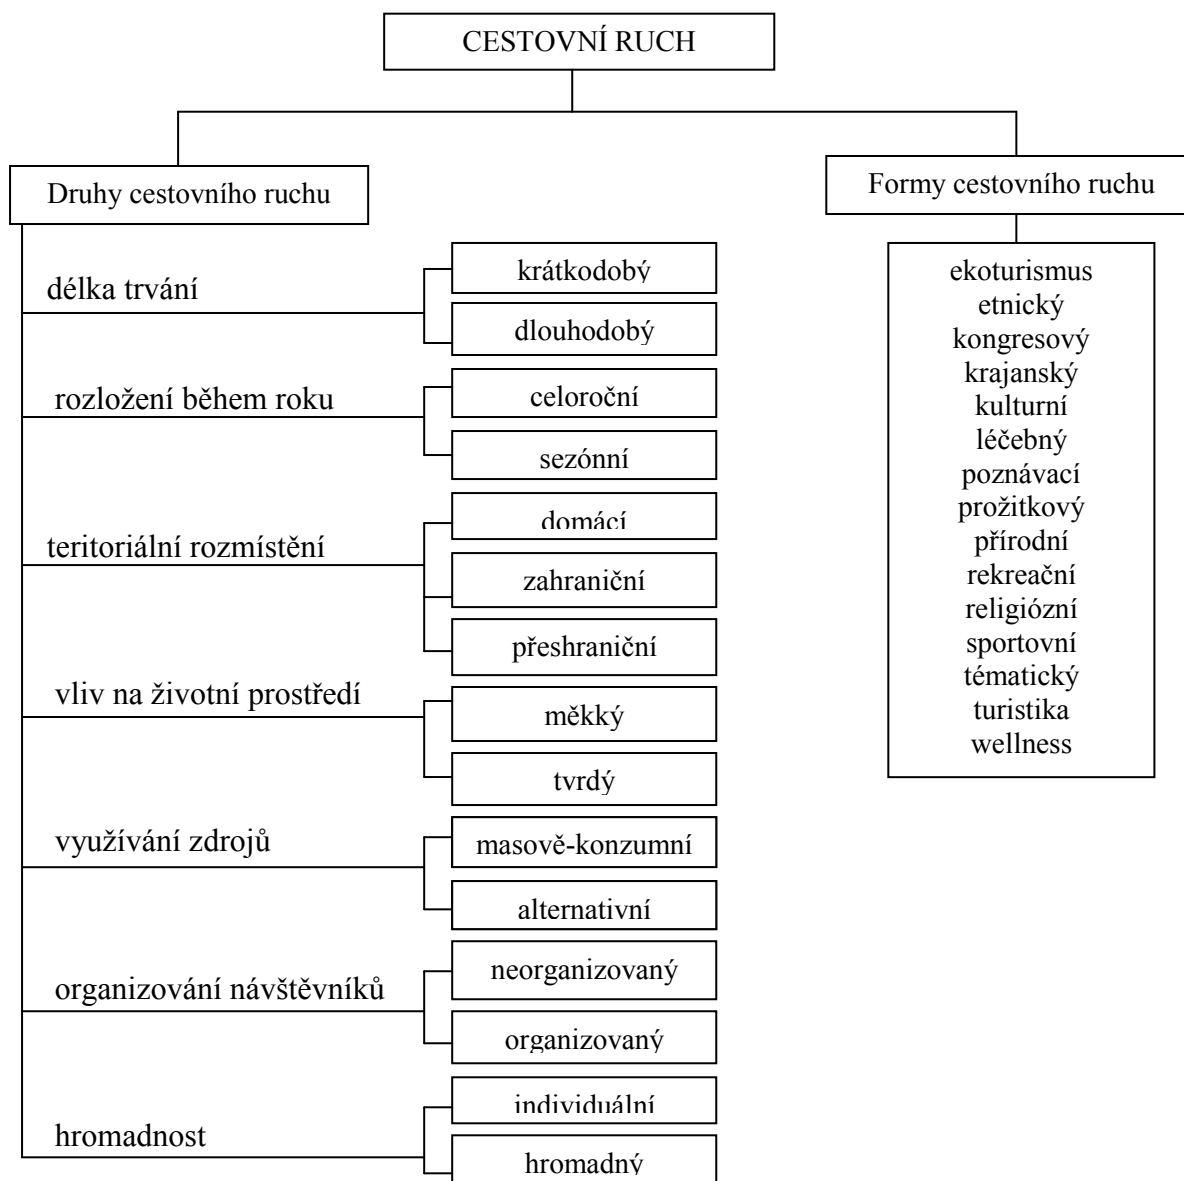 CESTOVNÍ RUCH
Druhy cestovního ruchu
délka trvání
krátkodobý
dlouhodobý
rozložení během roku
celoroční
sezónní
teritoriální rozmístění
domácí
zahraniční
přeshraniční
vliv na životní prostředí
měkký
tvrdý
využívání zdrojů
masově-konzumní
alternativní
organizování návštěvníků
neorganizovaný
organizovaný
hromadnost
individuální
hromadný
Formy cestovního ruchu
ekoturismus
etnický
kongresový
krajanský
kulturní
léčebný
poznávací
prožitkový
přírodní
rekreační
religiózní
sportovní
tématický
turistika
wellness